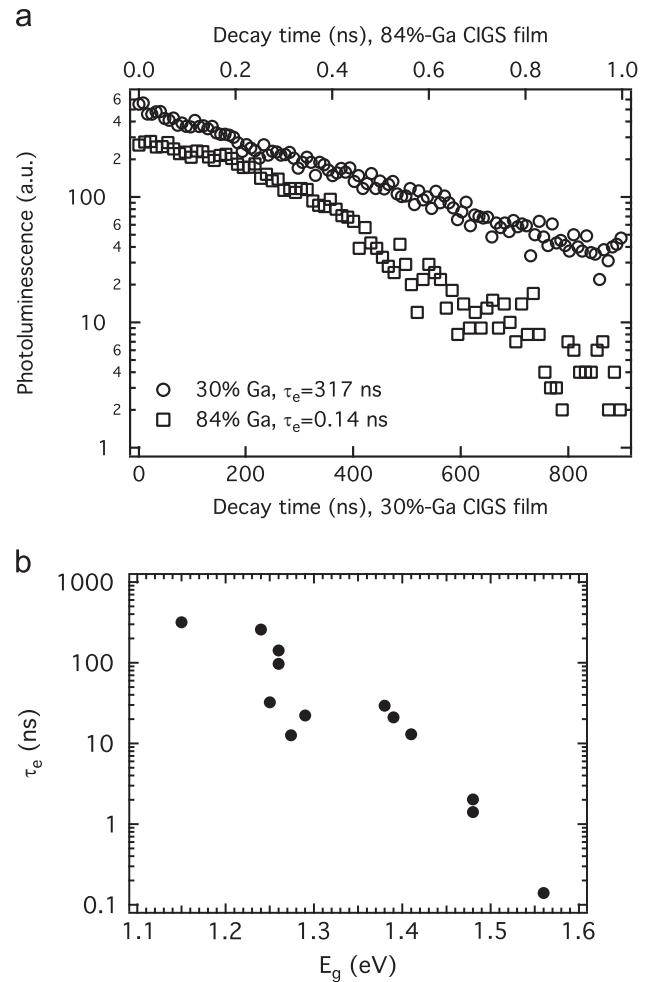 a
Decay time (ns), 84%-Ga CIGS film
0.0 0.2 0.4 0.6 0.8 1.0
6
4
2
100
6
4
2
10
6
4
2
1
Photoluminescence (a.u.)
30% Ga, τe=317 ns
84% Ga, τe=0.14 ns
0 200 400 600 800
Decay time (ns), 30%-Ga CIGS film
b
1000
100
10
1
0.1
τe (ns)
1.1 1.2 1.3 1.4 1.5 1.6
Eg (eV)